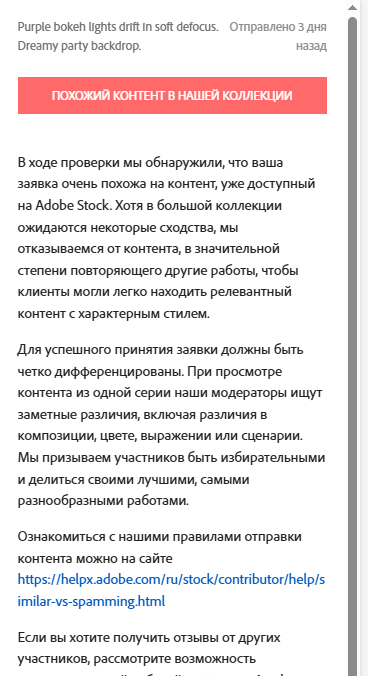 Purple bokeh lights drift in soft defocus. Отправлено 3 дня
Dreamy party backdrop. назад
ПОХОЖИЙ КОНТЕНТ В НАШЕЙ КОЛЛЕКЦИИ
В ходе проверки мы обнаружили, что ваша
заявка очень похожа на контент, уже доступный
на Adobe Stock. Хотя в большой коллекции
ожидаются некоторые сходства, мы
отказываемся от контента, в значительной
степени повторяющего другие работы, чтобы
клиенты могли легко находить релевантный
контент с характерным стилем.
Для успешного принятия заявки должны быть
четко дифференцированы. При просмотре
контента из одной серии наши модераторы ищут
заметные различия, включая различия в
композиции, цвете, выражении или сценарии.
Мы призываем участников быть избирательными
и делиться своими лучшими, самыми
разнообразными работами.
Ознакомиться с нашими правилами отправки
контента можно на сайте
https://helpx.adobe.com/ru/stock/contributor/help/s
imilar-vs-spamming.html
Если вы хотите получить отзывы от других
участников, рассмотрите возможность